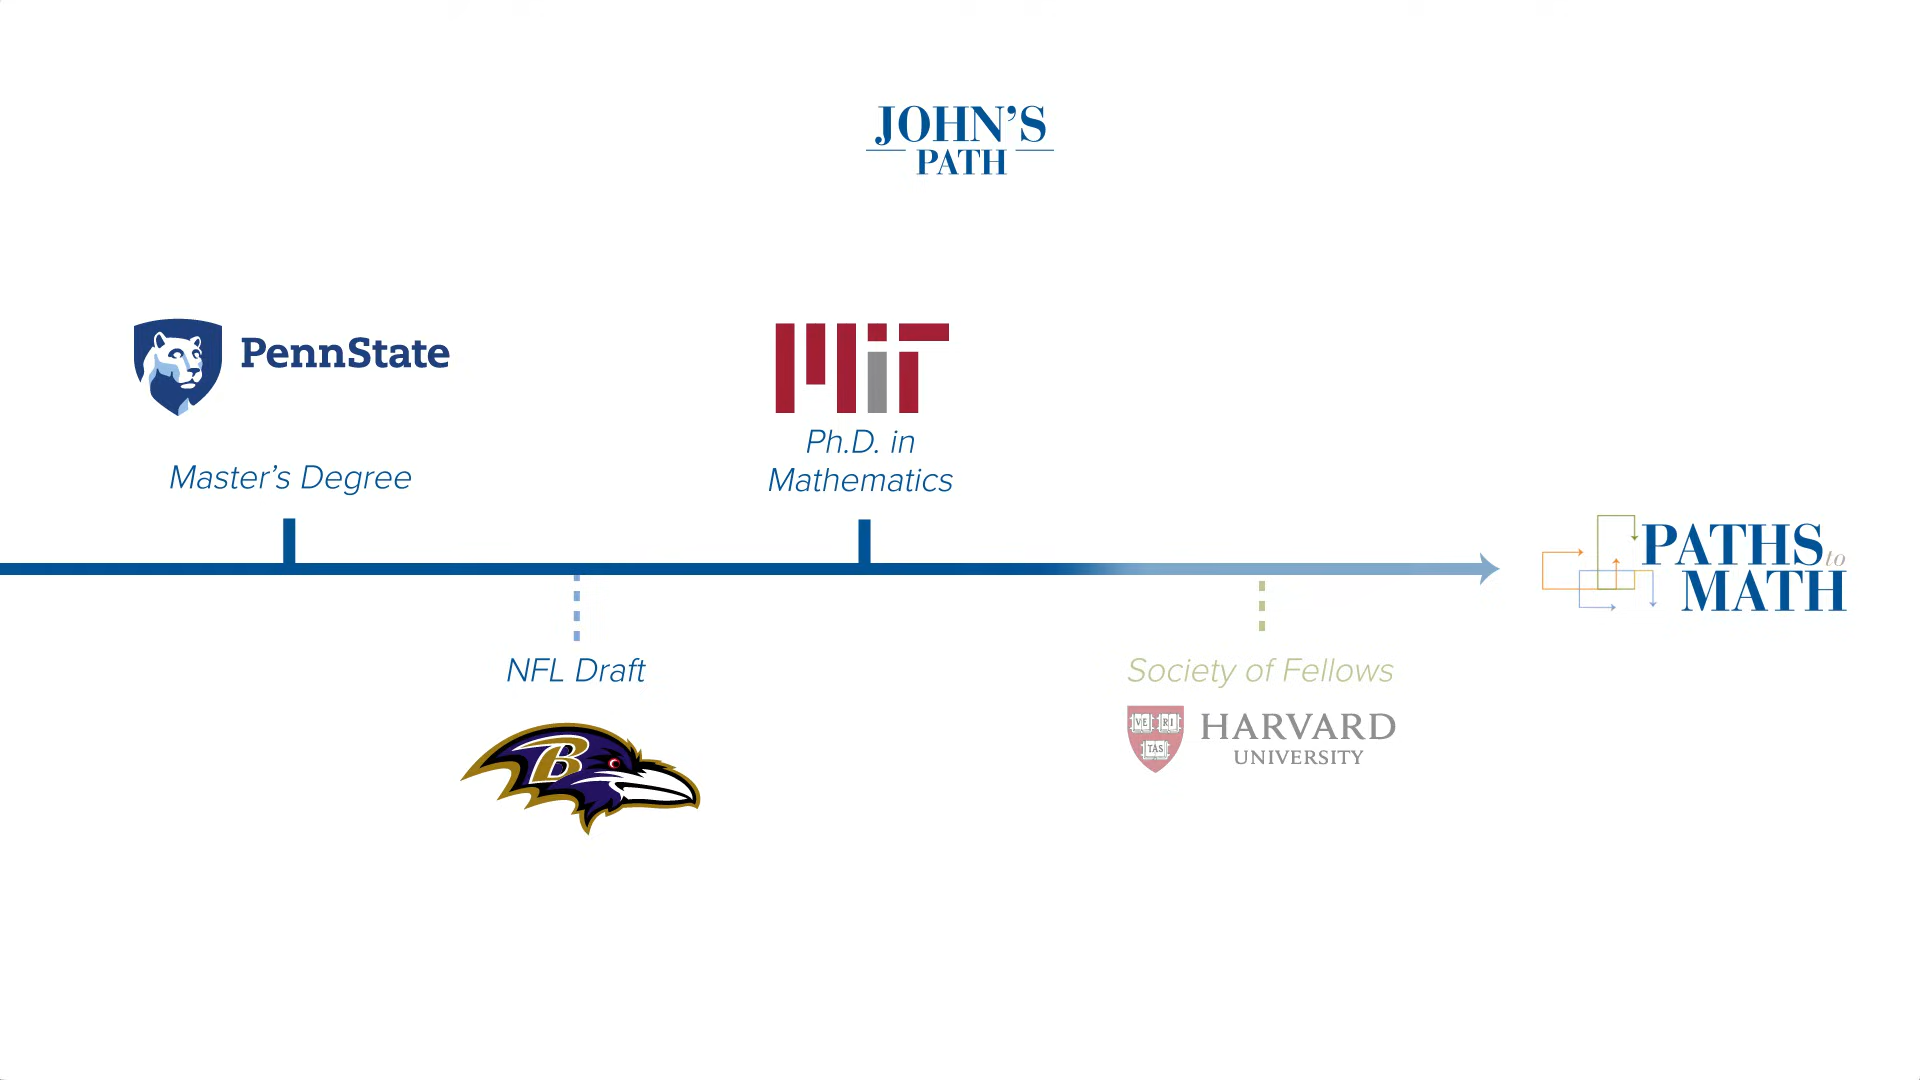 JOHN'S
PATH
PennState
Master's Degree
MiT
Ph.D. in
Mathematics
PATHS to
MATH
NFL Draft
B
Society of Fellows
VE RI
TAS
HARVARD
UNIVERSITY